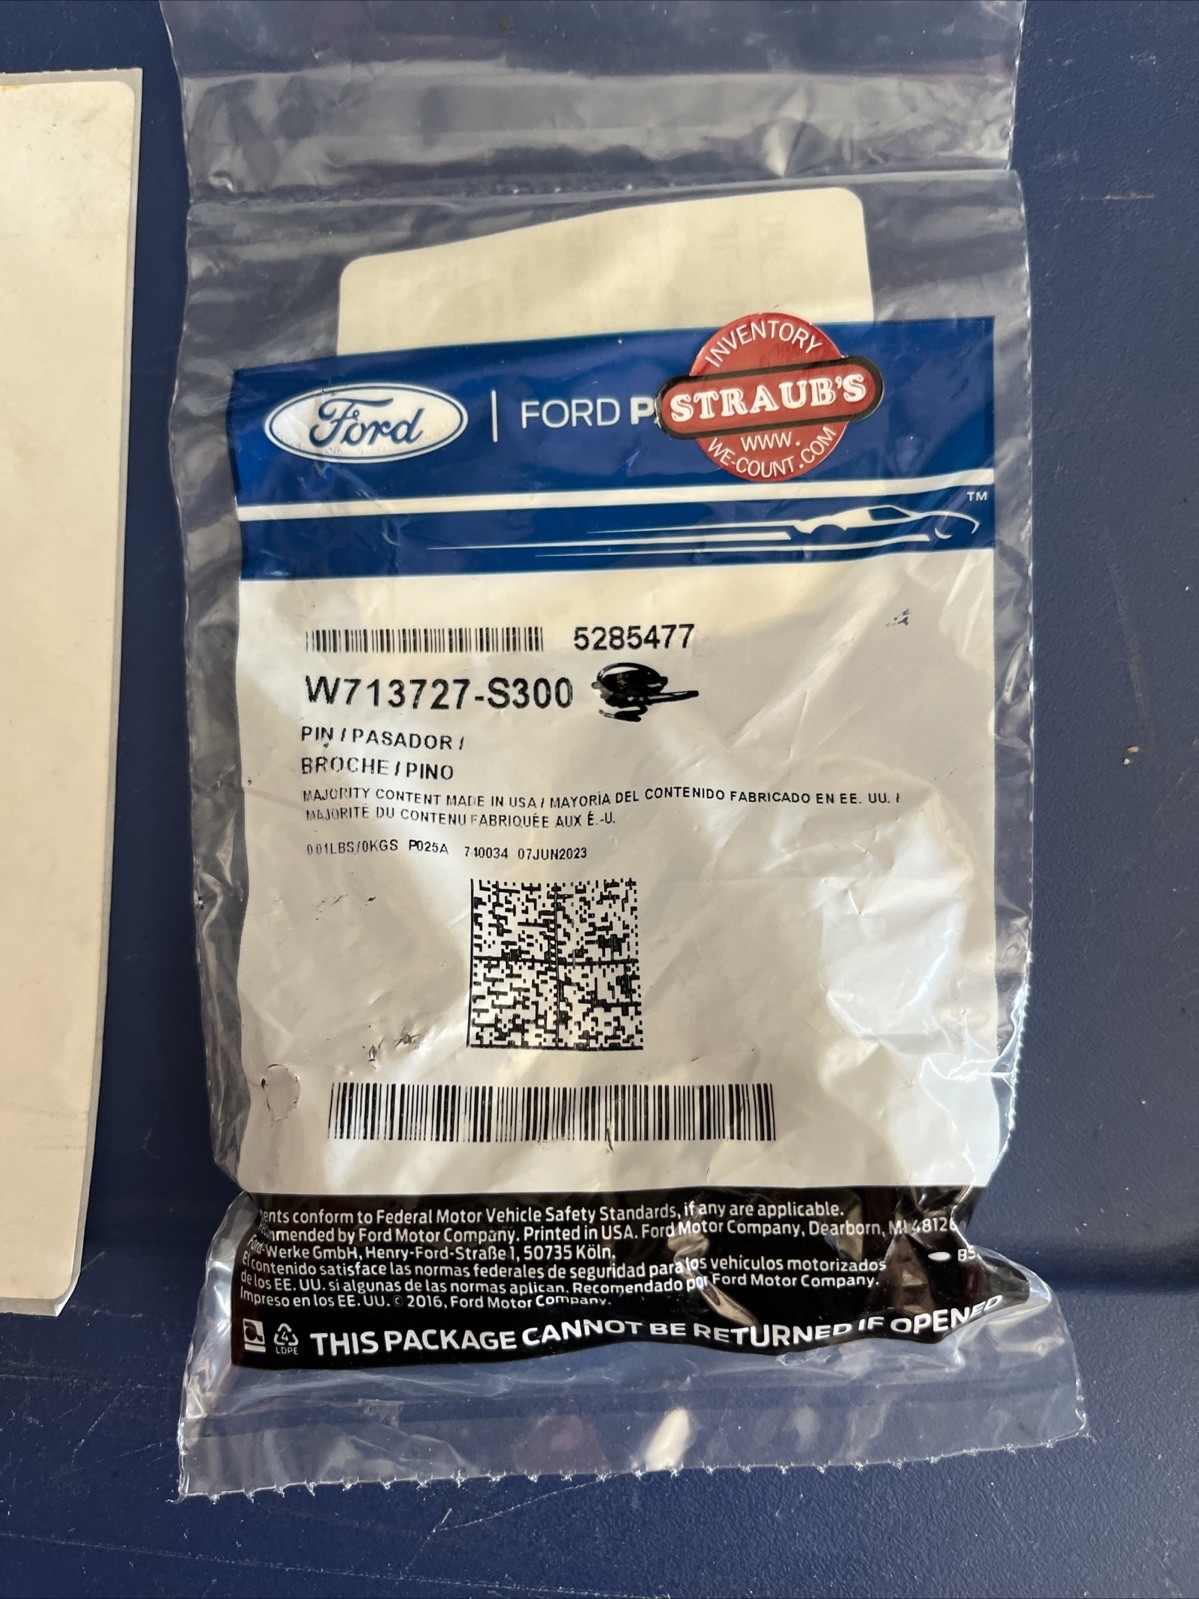 Ford
FORD
INVENTORY
STRAUB'S
WWW.
WE-COUNT.COM
TM
5285477
W713727-S300
PIN / PASADOR /
BROCHE / PINO
MAJORITY CONTENT MADE IN USA / MAYORÍA DEL CONTENIDO FABRICADO EN EE. UU. /
MAJORITÉ DU CONTENU FABRIQUÉE AUX É.-U.
0.01LBS/0KGS P025A 710034 07JUN2023
conform to Federal Motor Vehicle Safety Standards, if any are applicable.
by Ford Motor Company. Printed in USA. Ford Motor Company, Dearborn, MI 48126
Ford-Werke GmbH, Henry-Ford-Straße 1, 50735 Köln.
El contenido satisface las normas federales de seguridad para los vehículos motorizados
de los EE. UU. si algunas de las normas aplican. Recomendado por Ford Motor Company.
Impreso en los EE. UU. © 2016, Ford Motor Company.
4
LDPE
THIS PACKAGE CANNOT BE RETURNED IF OPENED